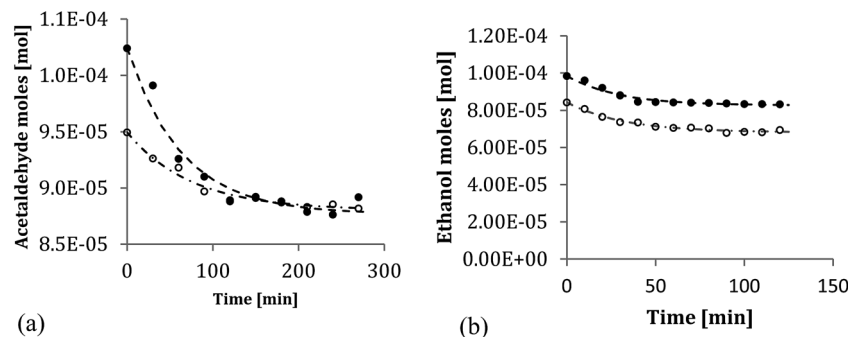 Acetaldehyde moles [mol]
1.1E-04
1.0E-04
9.5E-05
9.0E-05
8.5E-05
0 100 200 300
Time [min]
(a)
Ethanol moles [mol]
1.20E-04
1.00E-04
8.00E-05
6.00E-05
4.00E-05
2.00E-05
0.00E+00
0 50 100 150
Time [min]
(b)